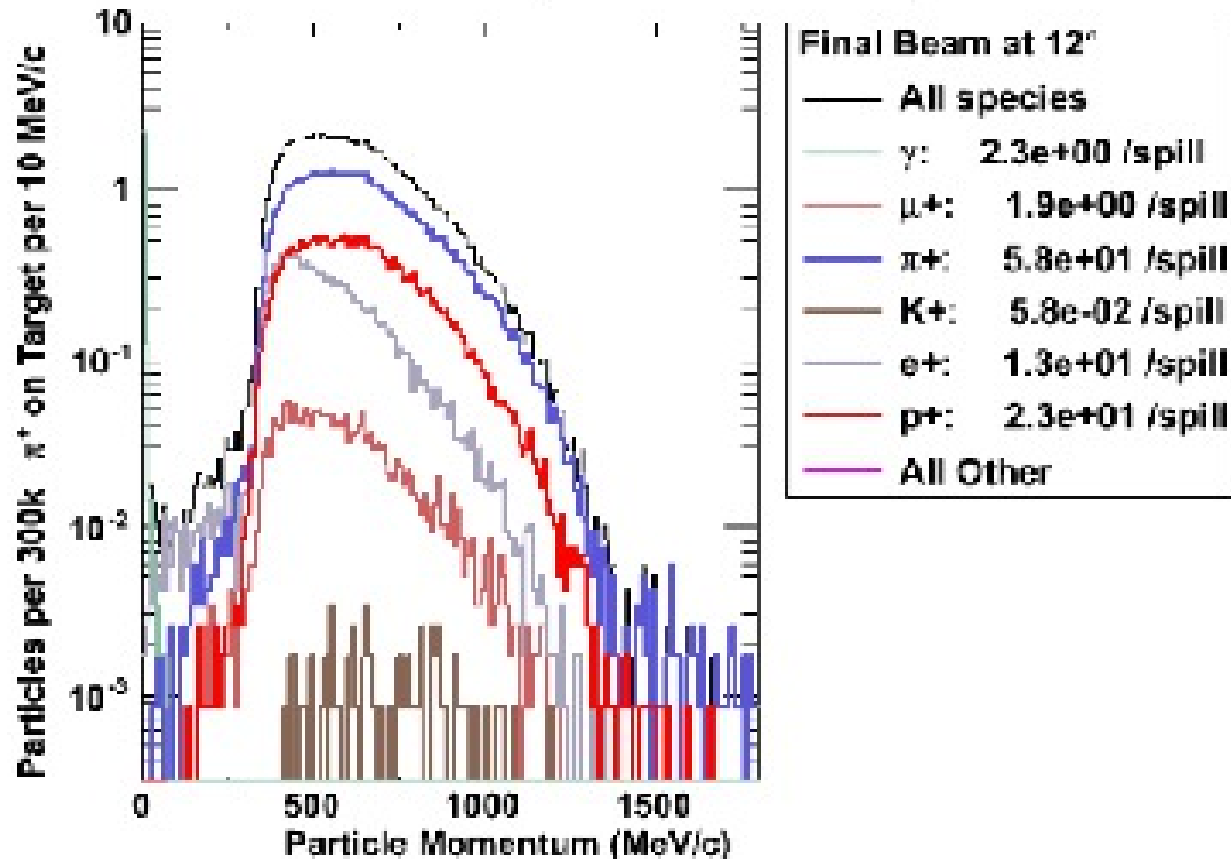 Particles per 300k π⁺ on Target per 10 MeV/c
10
1
10⁻¹
10⁻²
10⁻³
0 500 1000 1500
Particle Momentum (MeV/c)
Final Beam at 12°
All species
γ: 2.3e+00 /spill
μ+: 1.9e+00 /spill
π+: 5.8e+01 /spill
K+: 5.8e-02 /spill
e+: 1.3e+01 /spill
p+: 2.3e+01 /spill
All Other